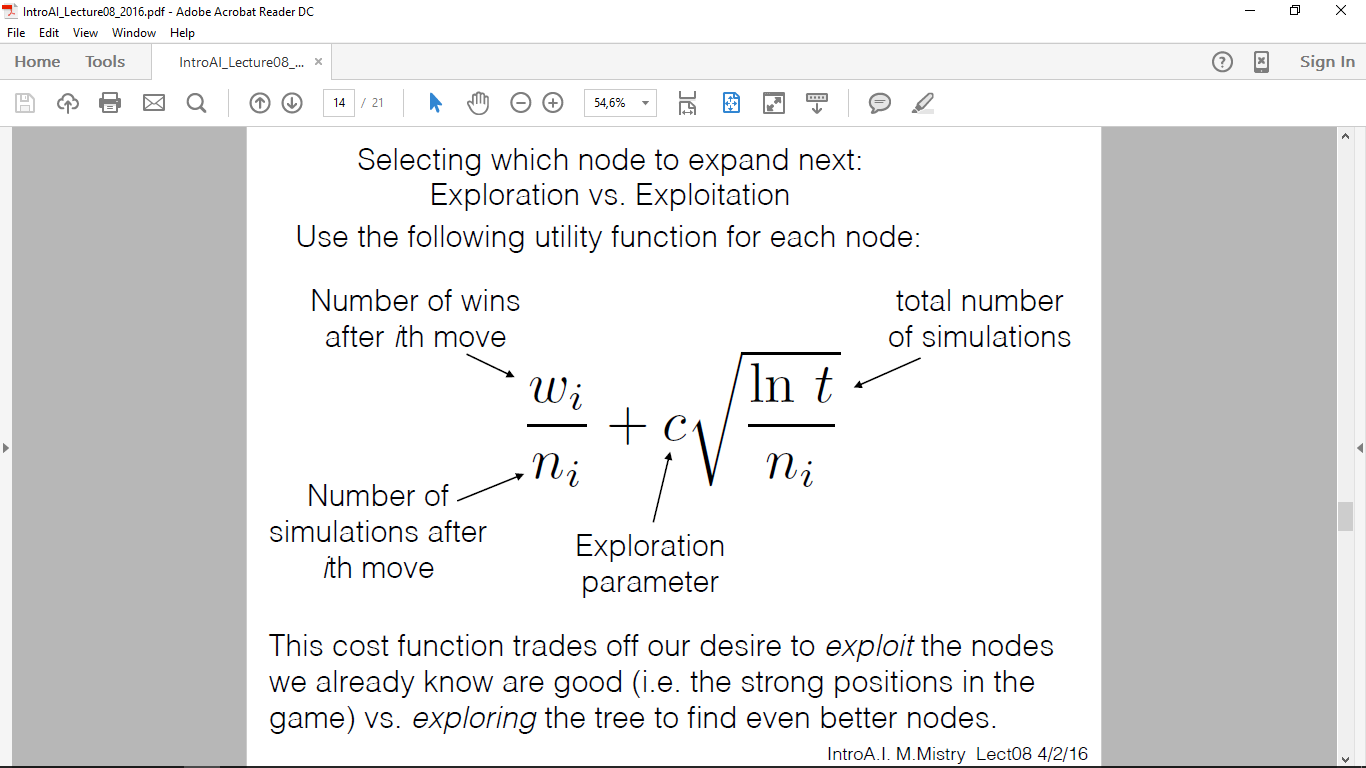 IntroAI_Lecture08_2016.pdf - Adobe Acrobat Reader DC
File Edit View Window Help
Home Tools IntroAI_Lecture08_... × ? Sign In
14 / 21 54,6%
Selecting which node to expand next:
Exploration vs. Exploitation
Use the following utility function for each node:
Number of wins
after ith move
total number
of simulations
w_i/n_i + c√(ln t/n_i)
Number of
simulations after
ith move
Exploration
parameter
This cost function trades off our desire to exploit the nodes
we already know are good (i.e. the strong positions in the
game) vs. exploring the tree to find even better nodes.
IntroA.I. M.Mistry Lect08 4/2/16